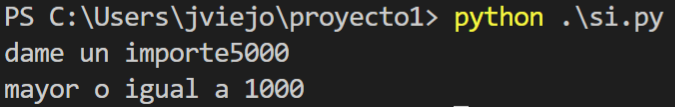 PS C:\Users\jviejo\proyecto1> python .\si.py
dame un importe5000
mayor o igual a 1000